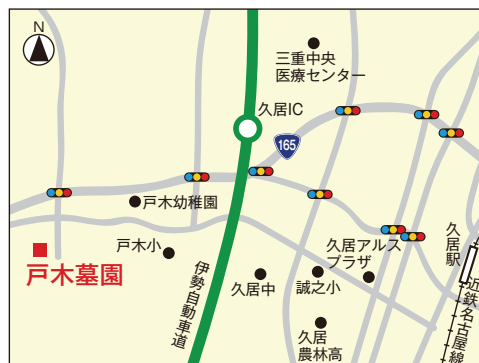 N
三重中央
医療センター
久居IC
165
戸木幼稚園
戸木小
戸木墓園
伊勢自動車道
久居中
誠之小
久居アルス
プラザ
久居駅
近鉄名古屋線
久居
農林高